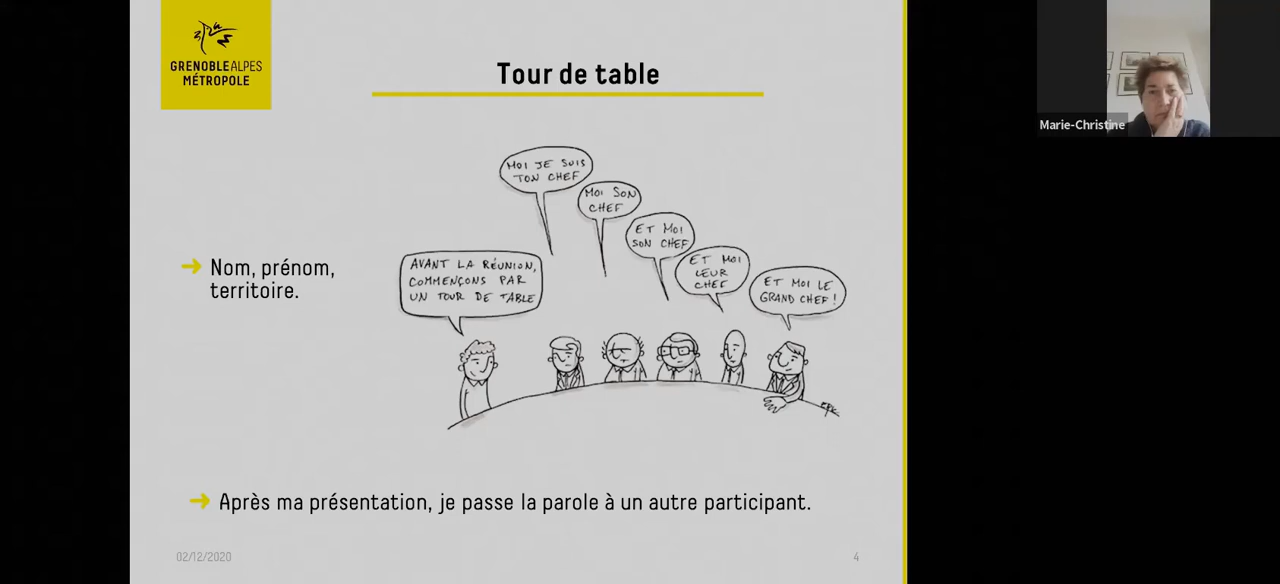 GRENOBLEALPES
MÉTROPOLE
Tour de table
Marie-Christine
MOI JE SUIS
TON CHEF
MOI SON
CHEF
ET MOI
SON CHEF
ET MOI
LEUR
CHEF
ET MOI LE
GRAND CHEF !
AVANT LA RÉUNION,
COMMENÇONS PAR
UN TOUR DE TABLE
Nom, prénom,
territoire.
Après ma présentation, je passe la parole à un autre participant.
02/12/2020
4